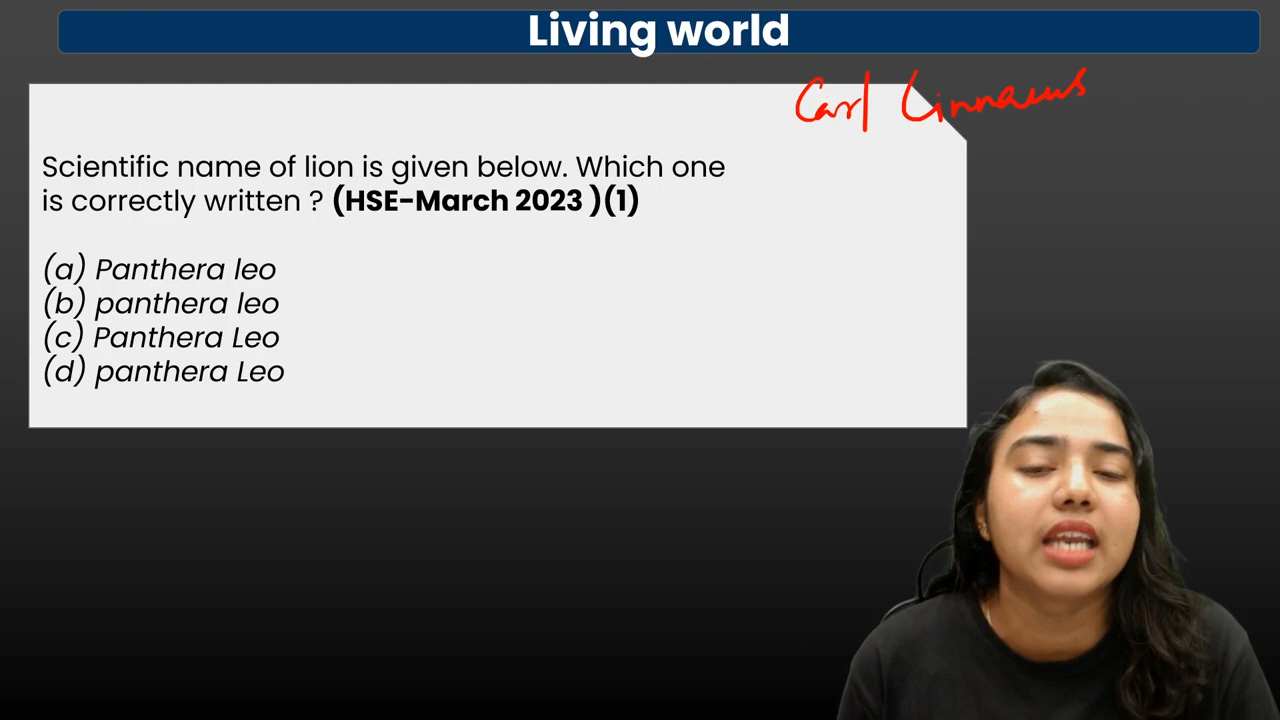 Living world
Carl Linnaeus
Scientific name of lion is given below. Which one
is correctly written ? (HSE-March 2023 )(1)
(a) Panthera leo
(b) panthera leo
(c) Panthera Leo
(d) panthera Leo